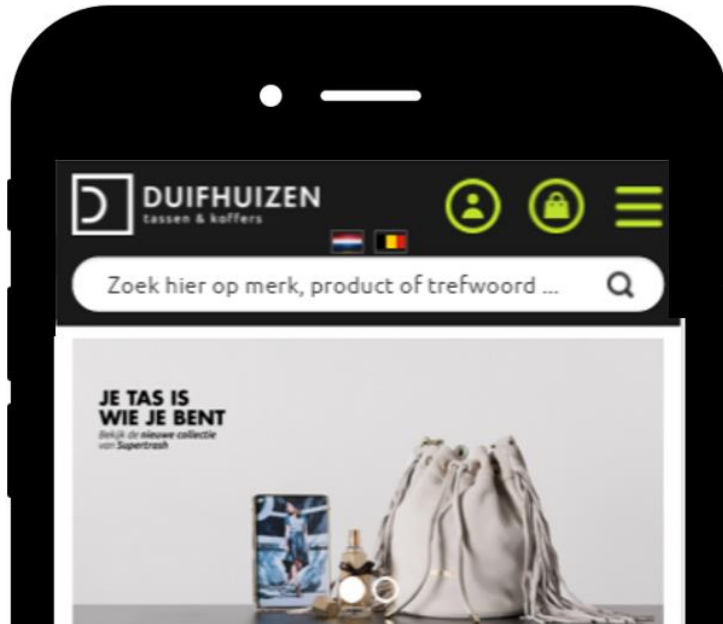 DUIFHUIZEN
tassen & koffers
Zoek hier op merk, product of trefwoord ...
JE TAS IS
WIE JE BENT
Bekijk de nieuwe collectie
van Supertrash